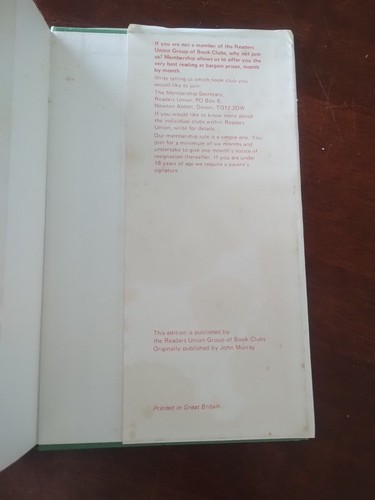 If you are not a member of the Readers
Union Group of Book Clubs, why not join
us? Membership allows us to offer you the
very best reading at bargain prices, month
by month.
Write telling us which book club you
would like to join:
The Membership Secretary,
Readers Union, PO Box 6,
Newton Abbot, Devon, TQ12 2DW
If you would like to know more about
the individual clubs within Readers
Union, write for details.
Our membership rule is a simple one. You
join for a minimum of six months and
undertake to give one month's notice of
resignation thereafter. If you are under
18 years of age we require a parent's
signature.
This edition is published by
the Readers Union Group of Book Clubs
Originally published by John Murray
Printed in Great Britain